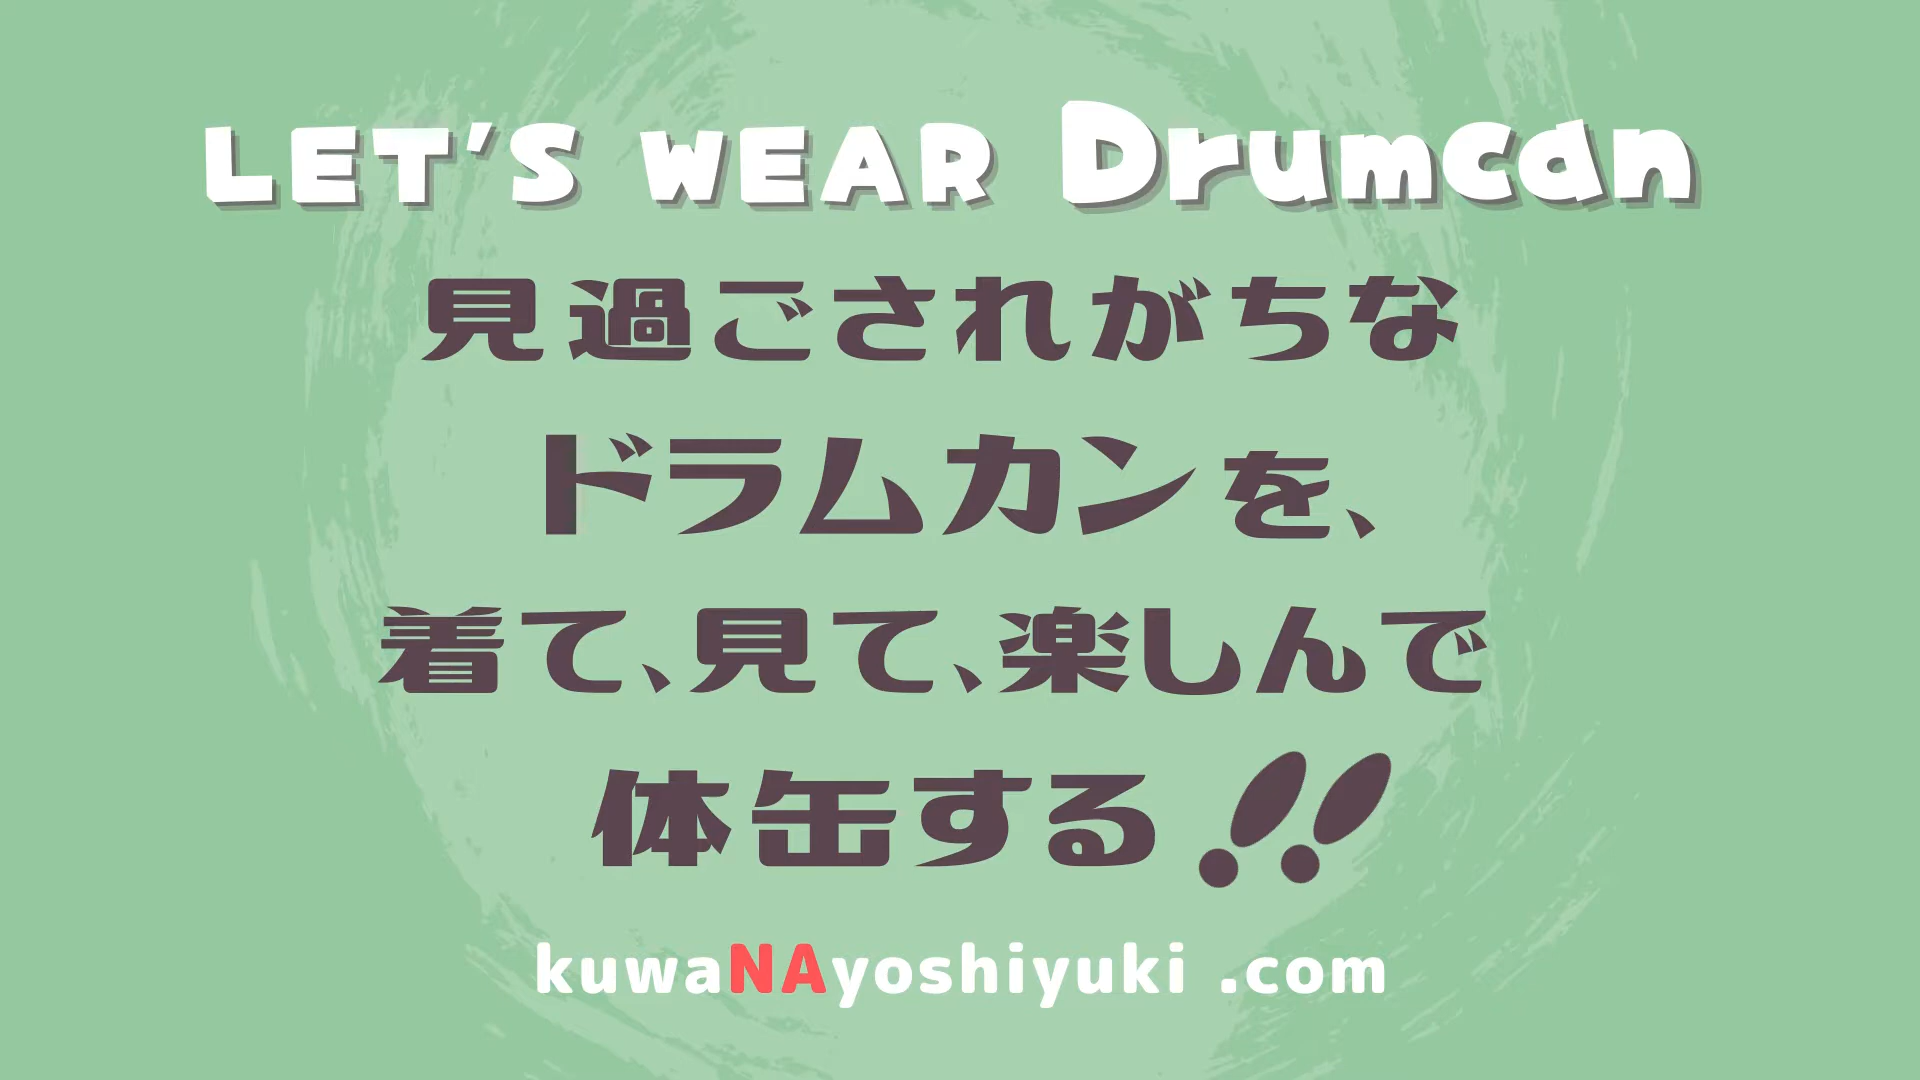 LET'S WEAR Drumcan
見過ごされがちな
ドラムカンを、
着て、見て、楽しんで
体缶する!!
kuwaNAyoshiyuki .com